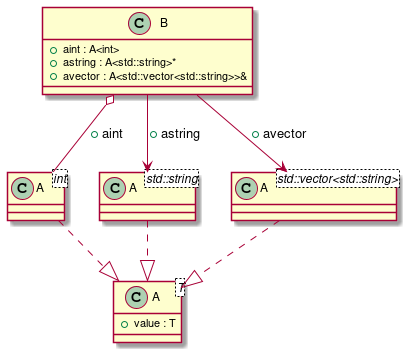 C B
aint : A<int>
astring : A<std::string>*
avector : A<std::vector<std::string>>&
aint
astring
avector
C A int
C A std::string
C A std::vector<std::string>
C A T
value : T